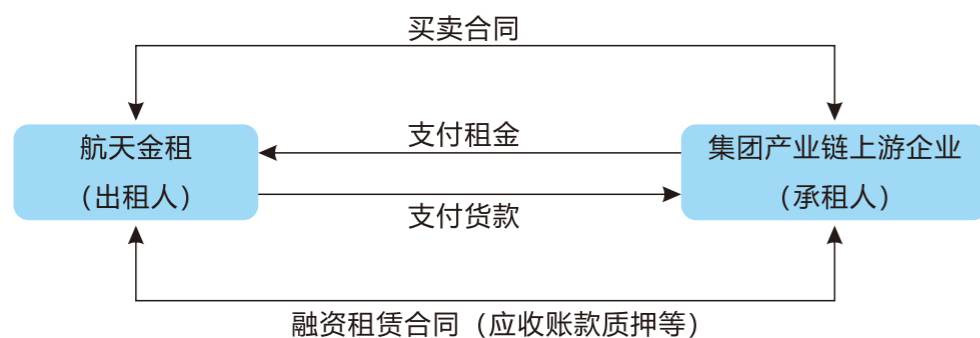 买卖合同
航天金租
（出租人）
支付租金
支付货款
集团产业链上游企业
（承租人）
融资租赁合同（应收账款质押等）